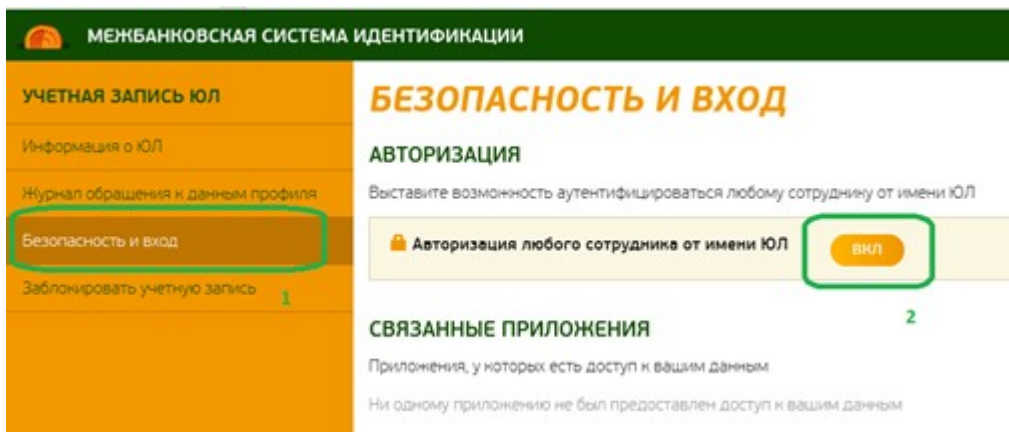 МЕЖБАНКОВСКАЯ СИСТЕМА ИДЕНТИФИКАЦИИ
УЧЕТНАЯ ЗАПИСЬ ЮЛ
Информация о ЮЛ
Журнал обращения к данным профиля
Безопасность и вход
Заблокировать учетную запись
1
БЕЗОПАСНОСТЬ И ВХОД
АВТОРИЗАЦИЯ
Выставите возможность аутентифицироваться любому сотруднику от имени ЮЛ
Авторизация любого сотрудника от имени ЮЛ
ВКЛ
2
СВЯЗАННЫЕ ПРИЛОЖЕНИЯ
Приложения, у которых есть доступ к вашим данным
Ни одному приложению не был предоставлен доступ к вашим данным